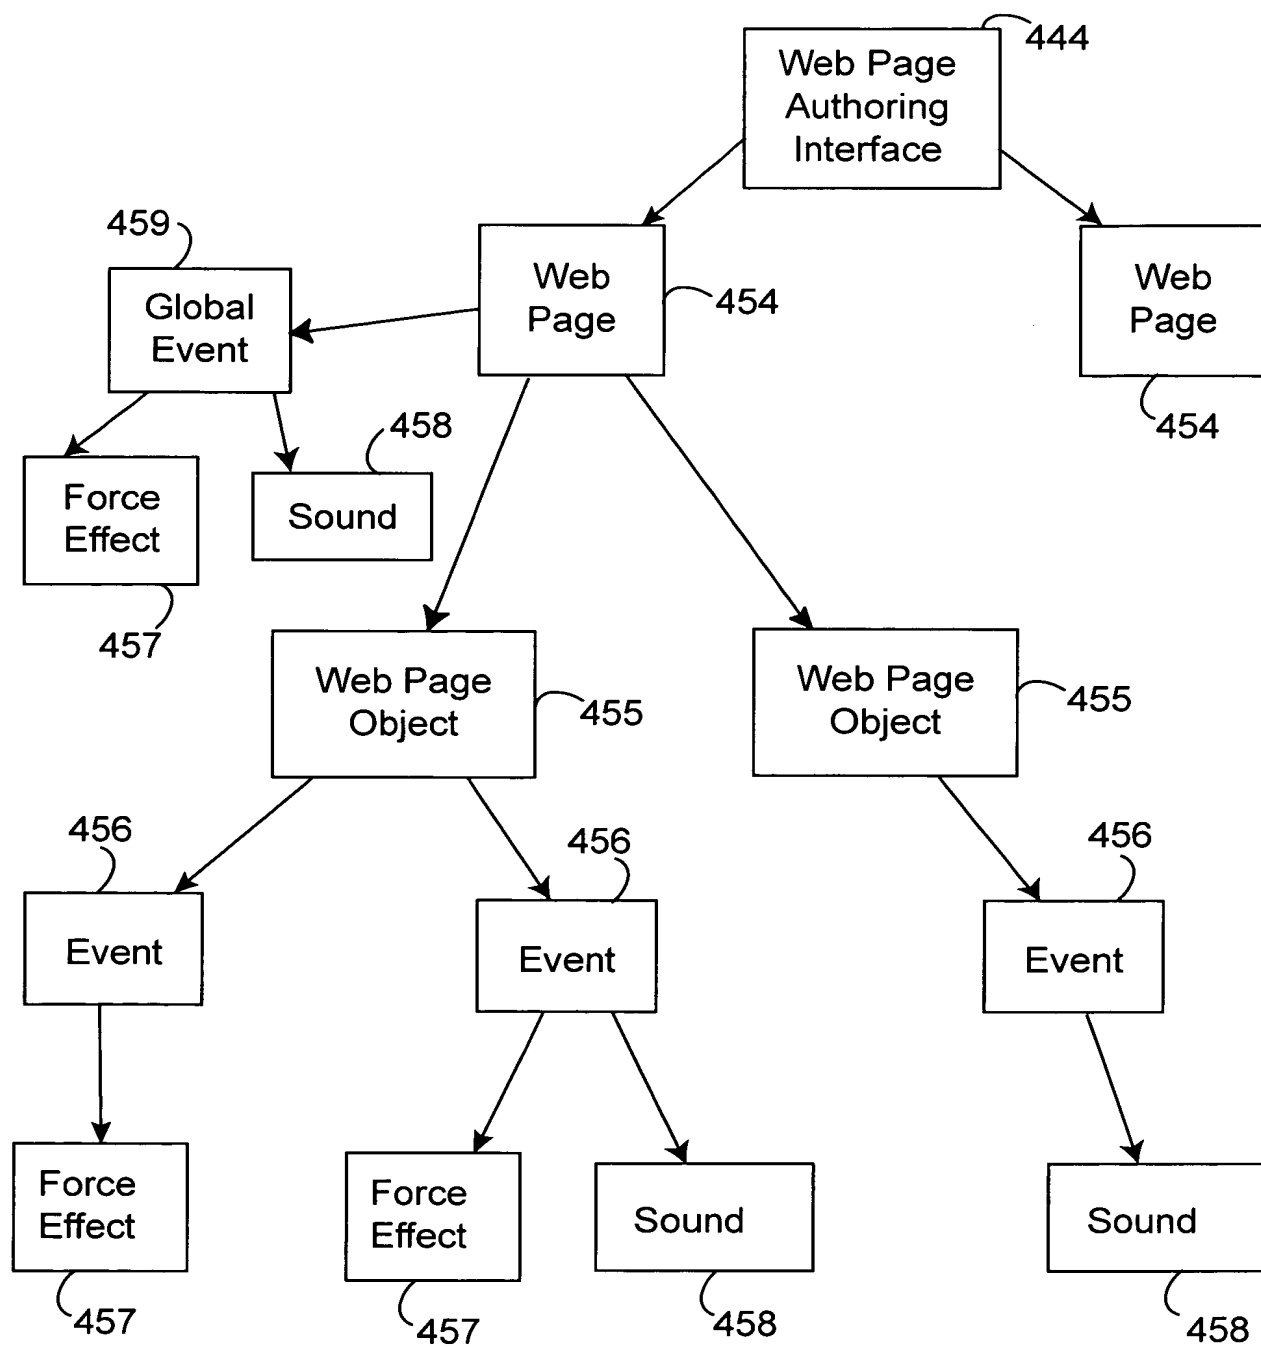 444
Web Page
Authoring
Interface
459
Global
Event
Web
Page
454
Web
Page
454
458
Force
Effect
Sound
457
Web Page
Object
455
Web Page
Object
455
456
456
456
Event
Event
Event
Force
Effect
Force
Effect
Sound
Sound
457
457
458
458